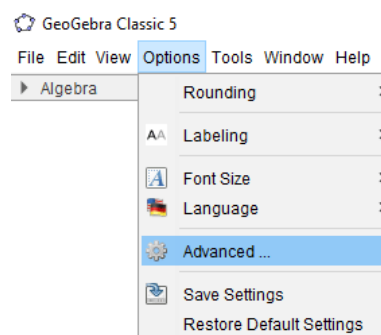 GeoGebra Classic 5
File Edit View Options Tools Window Help
Algebra
Rounding
AA Labeling
A Font Size
Language
Advanced ...
Save Settings
Restore Default Settings